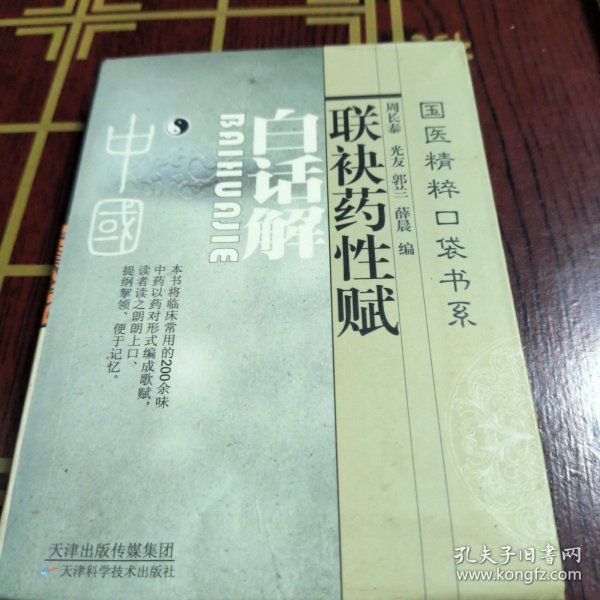 国医精粹口袋书系
周长泰 光友 郭兰 薛晨 编
联袂药性赋
白话解
BAIHUAJIE
中國
本书将临床常用的200余味
中药以药对形式编成歌赋，
读者读之朗朗上口、
提纲挈领、便于记忆。
天津出版传媒集团
天津科学技术出版社
孔夫子旧书网
www.kongfz.com